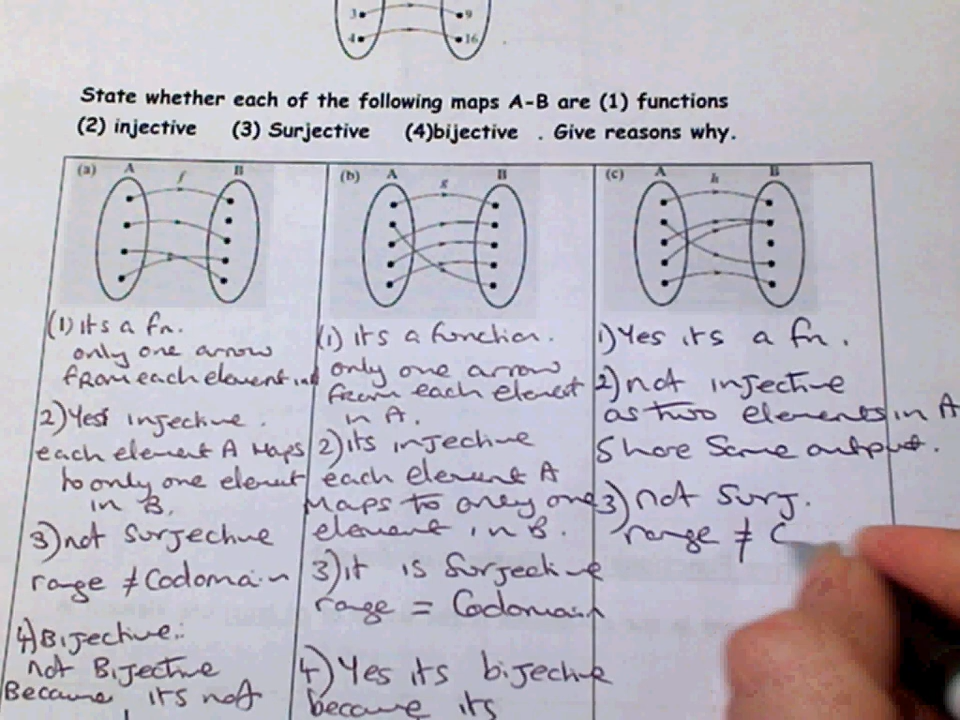 3 9
4 16
State whether each of the following maps A-B are (1) functions
(2) injective (3) Surjective (4)bijective . Give reasons why.
(a) A f B
(1) its a fn.
only one arrow
from each element in A
2) Yes injective.
each element A Maps
to only one element
in B.
3) not Surjective
range ≠ Codomain
4) Bijective:
not Bijective
Because its not
(b) A g B
(1) its a function.
only one arrow
from each element
in A.
2) its injective
each element A
Maps to only one
element in B.
3) it is Surjective
range = Codomain
4) Yes its bijective
because its
(c) A h B
1) Yes its a fn.
2) not injective
as two elements in A
Share Same output.
3) not Surj.
range ≠ C